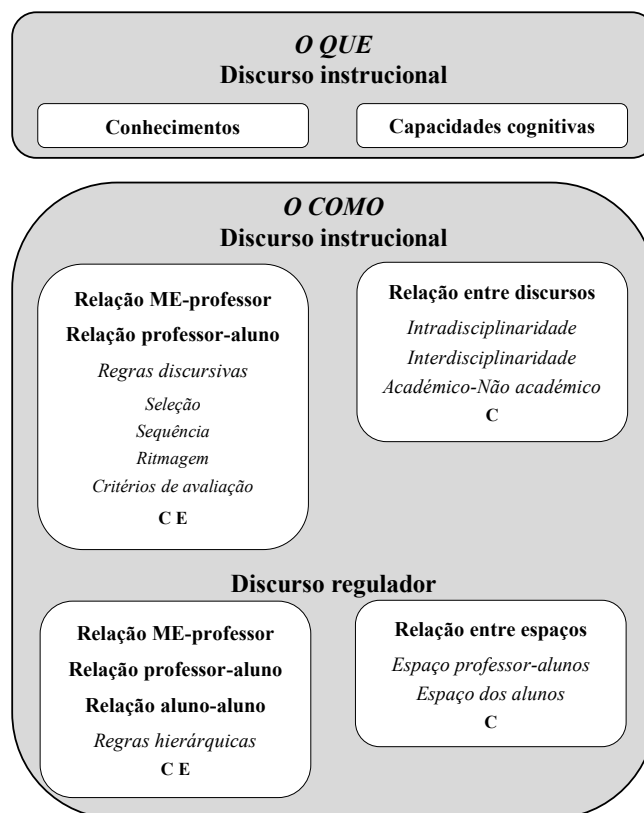 O QUE
Discurso instrucional
Conhecimentos
Capacidades cognitivas
O COMO
Discurso instrucional
Relação ME-professor
Relação professor-aluno
Regras discursivas
Seleção
Sequência
Ritmagem
Critérios de avaliação
C E
Relação entre discursos
Intradisciplinaridade
Interdisciplinaridade
Académico-Não académico
C
Discurso regulador
Relação ME-professor
Relação professor-aluno
Relação aluno-aluno
Regras hierárquicas
C E
Relação entre espaços
Espaço professor-alunos
Espaço dos alunos
C